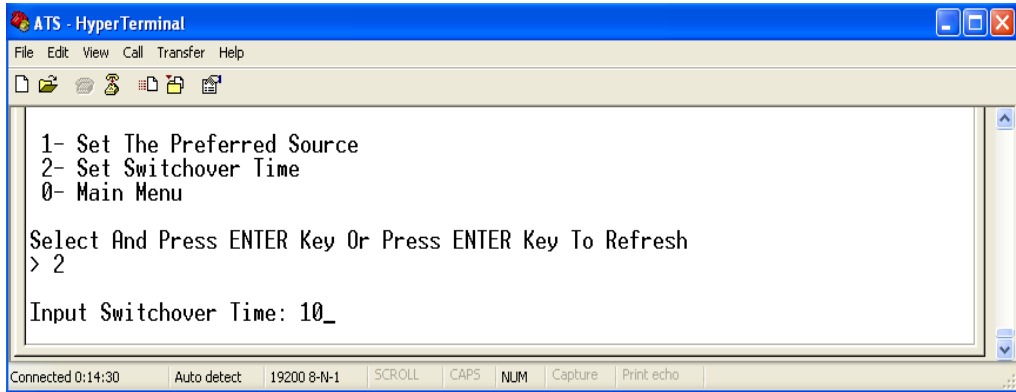 ATS - HyperTerminal
File Edit View Call Transfer Help
1- Set The Preferred Source
2- Set Switchover Time
0- Main Menu
Select And Press ENTER Key Or Press ENTER Key To Refresh
> 2
Input Switchover Time: 10_
Connected 0:14:30 Auto detect 19200 8-N-1 SCROLL CAPS NUM Capture Print echo